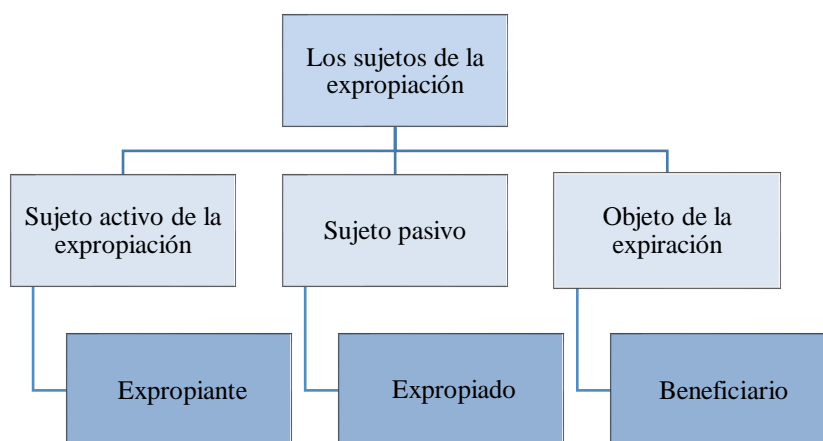 Los sujetos de la
expropiación
Sujeto activo de la
expropiación
Sujeto pasivo
Objeto de la
expiración
Expropiante
Expropiado
Beneficiario